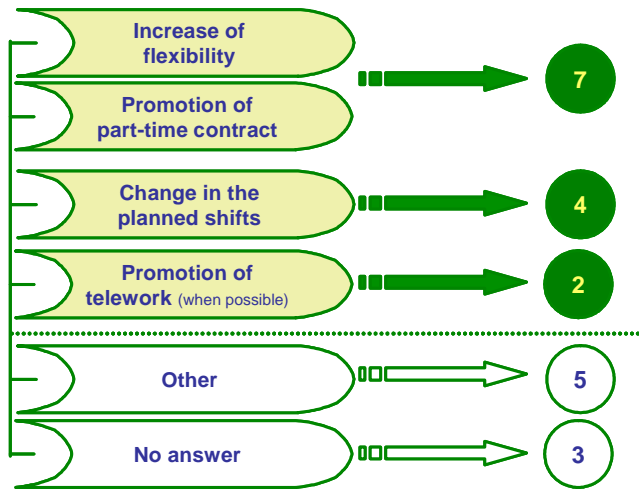 Increase of
flexibility
7
Promotion of
part-time contract
Change in the
planned shifts
4
Promotion of
telework (when possible)
2
Other
5
No answer
3